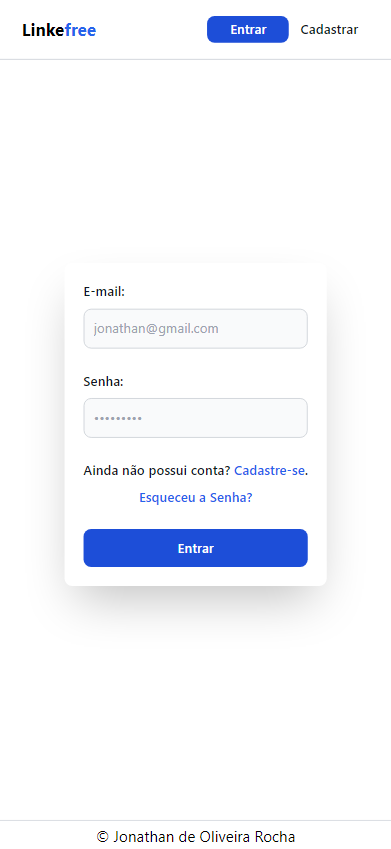 Linkefree Entrar Cadastrar
E-mail:
jonathan@gmail.com
Senha:
•••••••••
Ainda não possui conta? Cadastre-se.
Esqueceu a Senha?
Entrar
© Jonathan de Oliveira Rocha